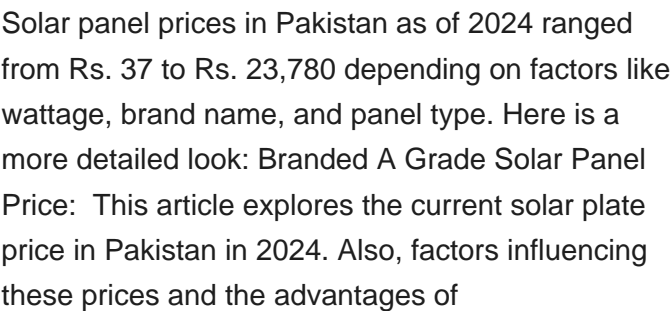 Solar panel prices in Pakistan as of 2024 ranged
from Rs. 37 to Rs. 23,780 depending on factors like
wattage, brand name, and panel type. Here is a
more detailed look: Branded A Grade Solar Panel
Price:  This article explores the current solar plate
price in Pakistan in 2024. Also, factors influencing
these prices and the advantages of